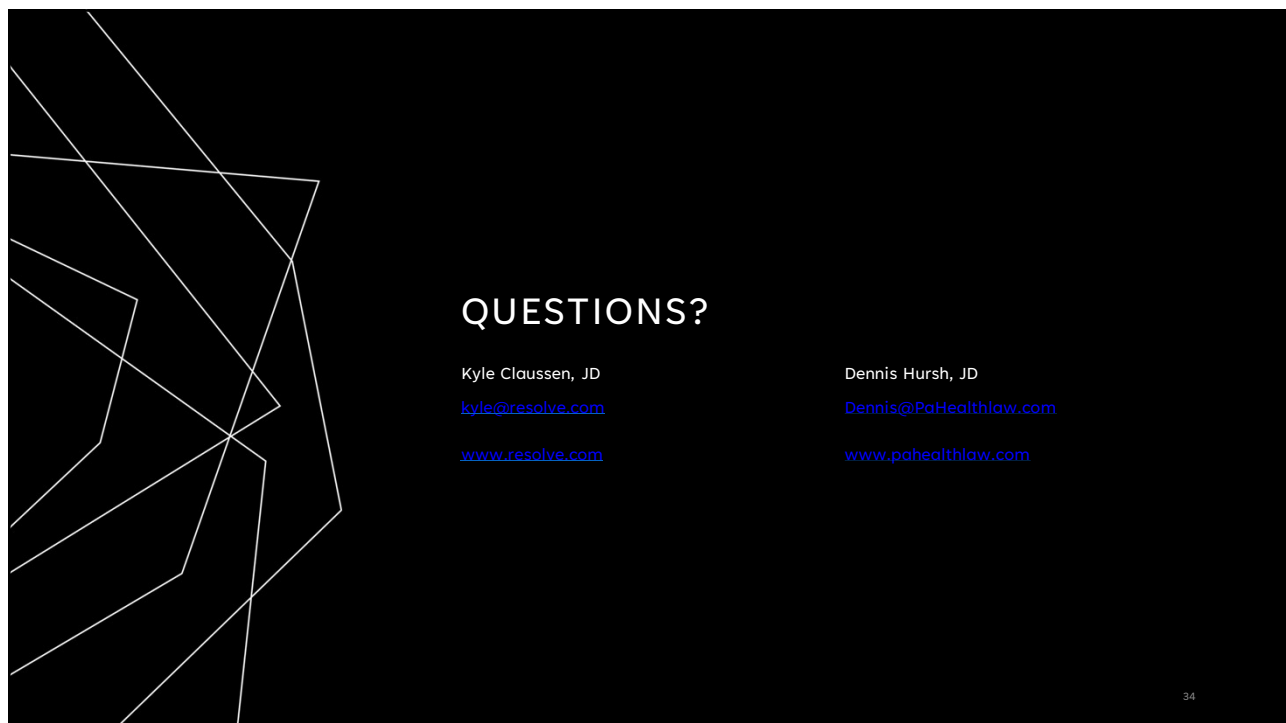 QUESTIONS?
Kyle Claussen, JD
kyle@resolve.com
www.resolve.com
Dennis Hursh, JD
Dennis@PaHealthlaw.com
www.pahealthlaw.com
34